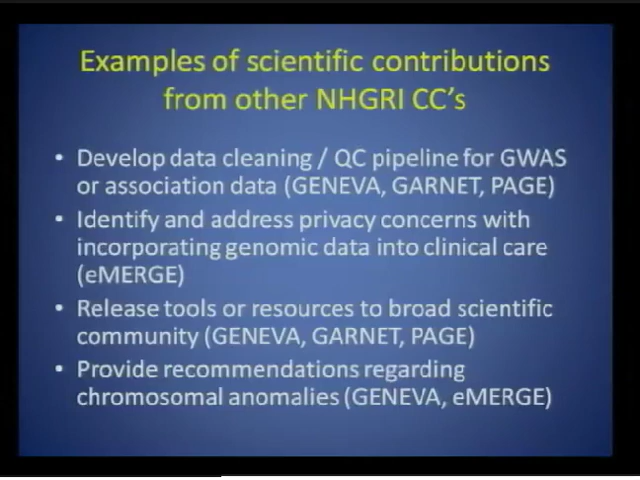 Examples of scientific contributions
from other NHGRI CC's
• Develop data cleaning / QC pipeline for GWAS
or association data (GENEVA, GARNET, PAGE)
• Identify and address privacy concerns with
incorporating genomic data into clinical care
(eMERGE)
• Release tools or resources to broad scientific
community (GENEVA, GARNET, PAGE)
• Provide recommendations regarding
chromosomal anomalies (GENEVA, eMERGE)